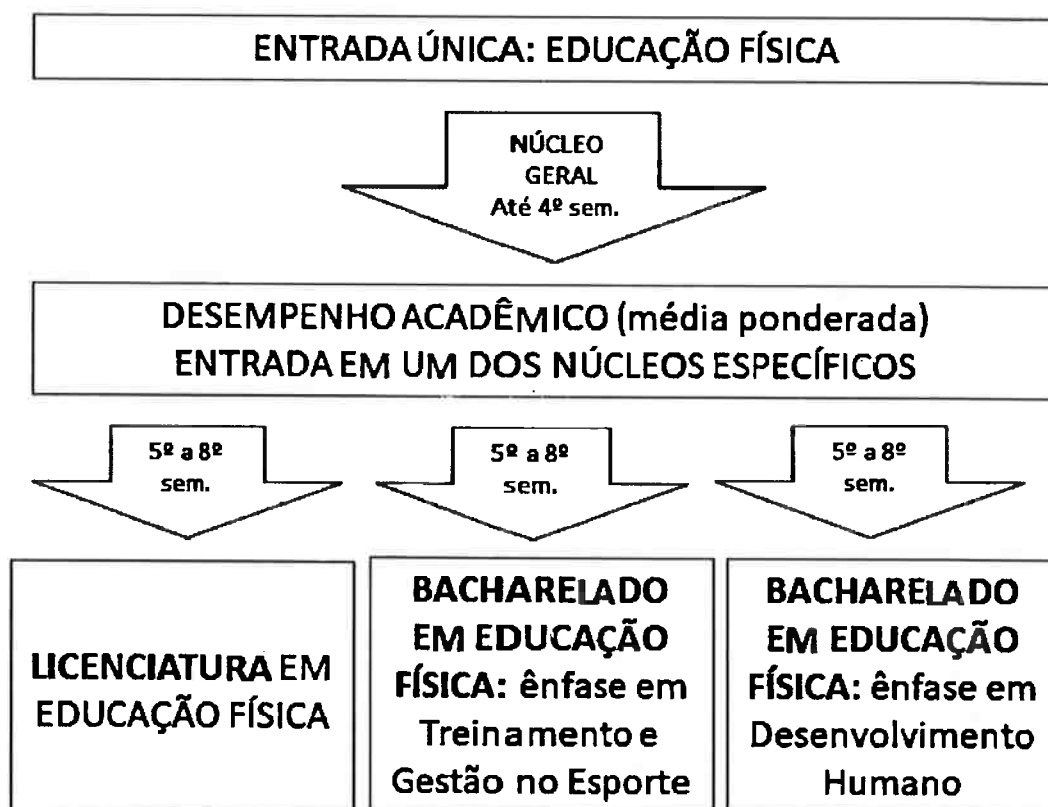 ENTRADA ÚNICA: EDUCAÇÃO FÍSICA
NÚCLEO
GERAL
Até 4º sem.
DESEMPENHO ACADÊMICO (média ponderada)
ENTRADA EM UM DOS NÚCLEOS ESPECÍFICOS
5º a 8º
sem.
5º a 8º
sem.
5º a 8º
sem.
LICENCIATURA EM
EDUCAÇÃO FÍSICA
BACHARELADO
EM EDUCAÇÃO
FÍSICA: ênfase em
Treinamento e
Gestão no Esporte
BACHARELADO
EM EDUCAÇÃO
FÍSICA: ênfase em
Desenvolvimento
Humano